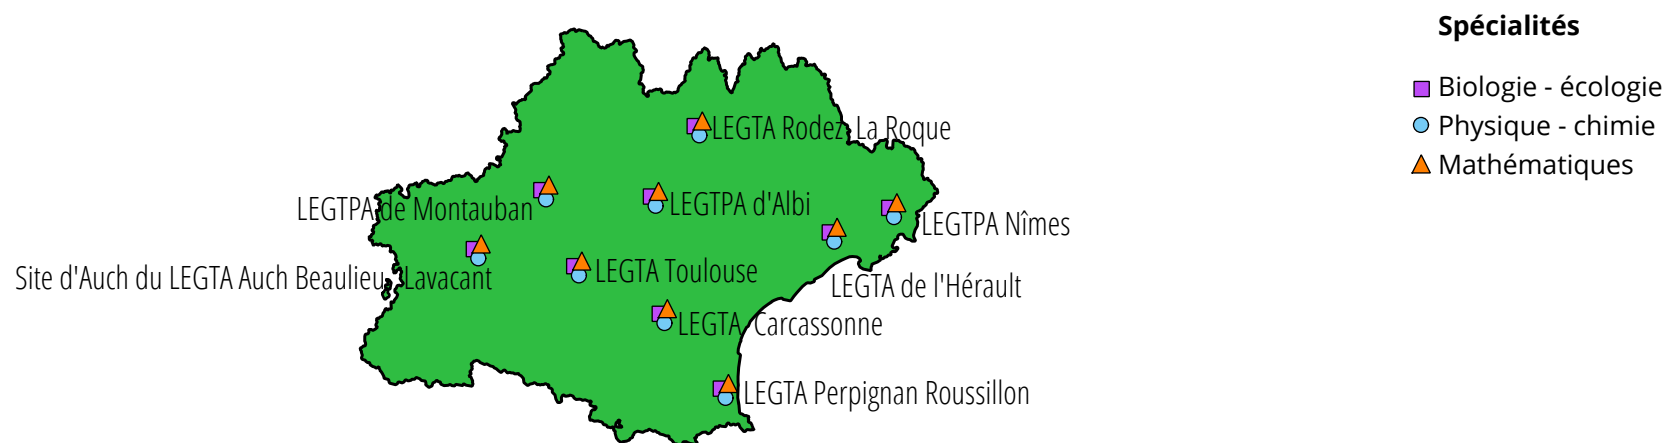 Spécialités
Biologie - écologie
Physique - chimie
Mathématiques
LEGTA Rodez La Roque
LEGTPA de Montauban
LEGTPA d'Albi
LEGTPA Nîmes
Site d'Auch du LEGTA Auch Beaulieu Lavacant
LEGTA Toulouse
LEGTA de l'Hérault
LEGTA Carcassonne
LEGTA Perpignan Roussillon